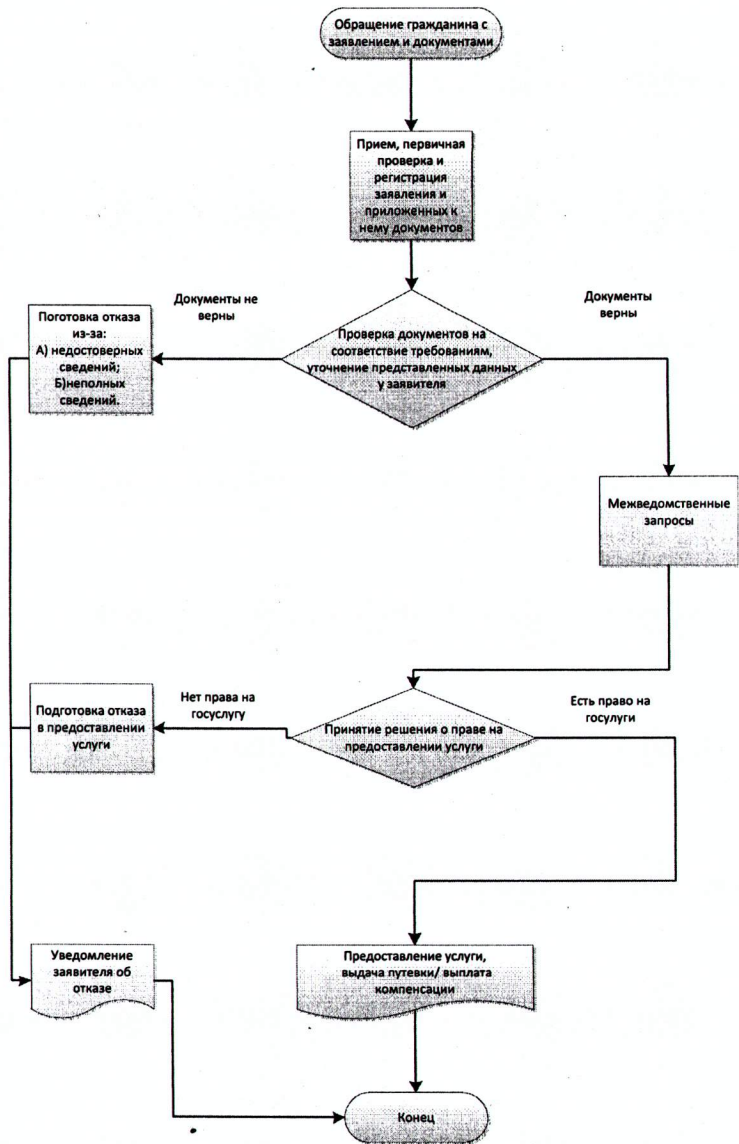 Обращение гражданина с
заявлением и документами
Прием, первичная
проверка и
регистрация
заявления и
приложенных к
нему документов
Документы не
верны
Документы
верны
Поготовка отказа
из-за:
А) недостоверных
сведений;
Б)неполных
сведений.
Проверка документов на
соответствие требованиям,
уточнение представленных данных
у заявителя
Межведомственные
запросы
Нет права на
госуслугу
Есть право на
госулуги
Подготовка отказа
в предоставлении
услуги
Принятие решения о праве на
предоставлении услуги
Уведомление
заявителя об
отказе
Предоставление услуги,
выдача путевки/ выплата
компенсации
Конец